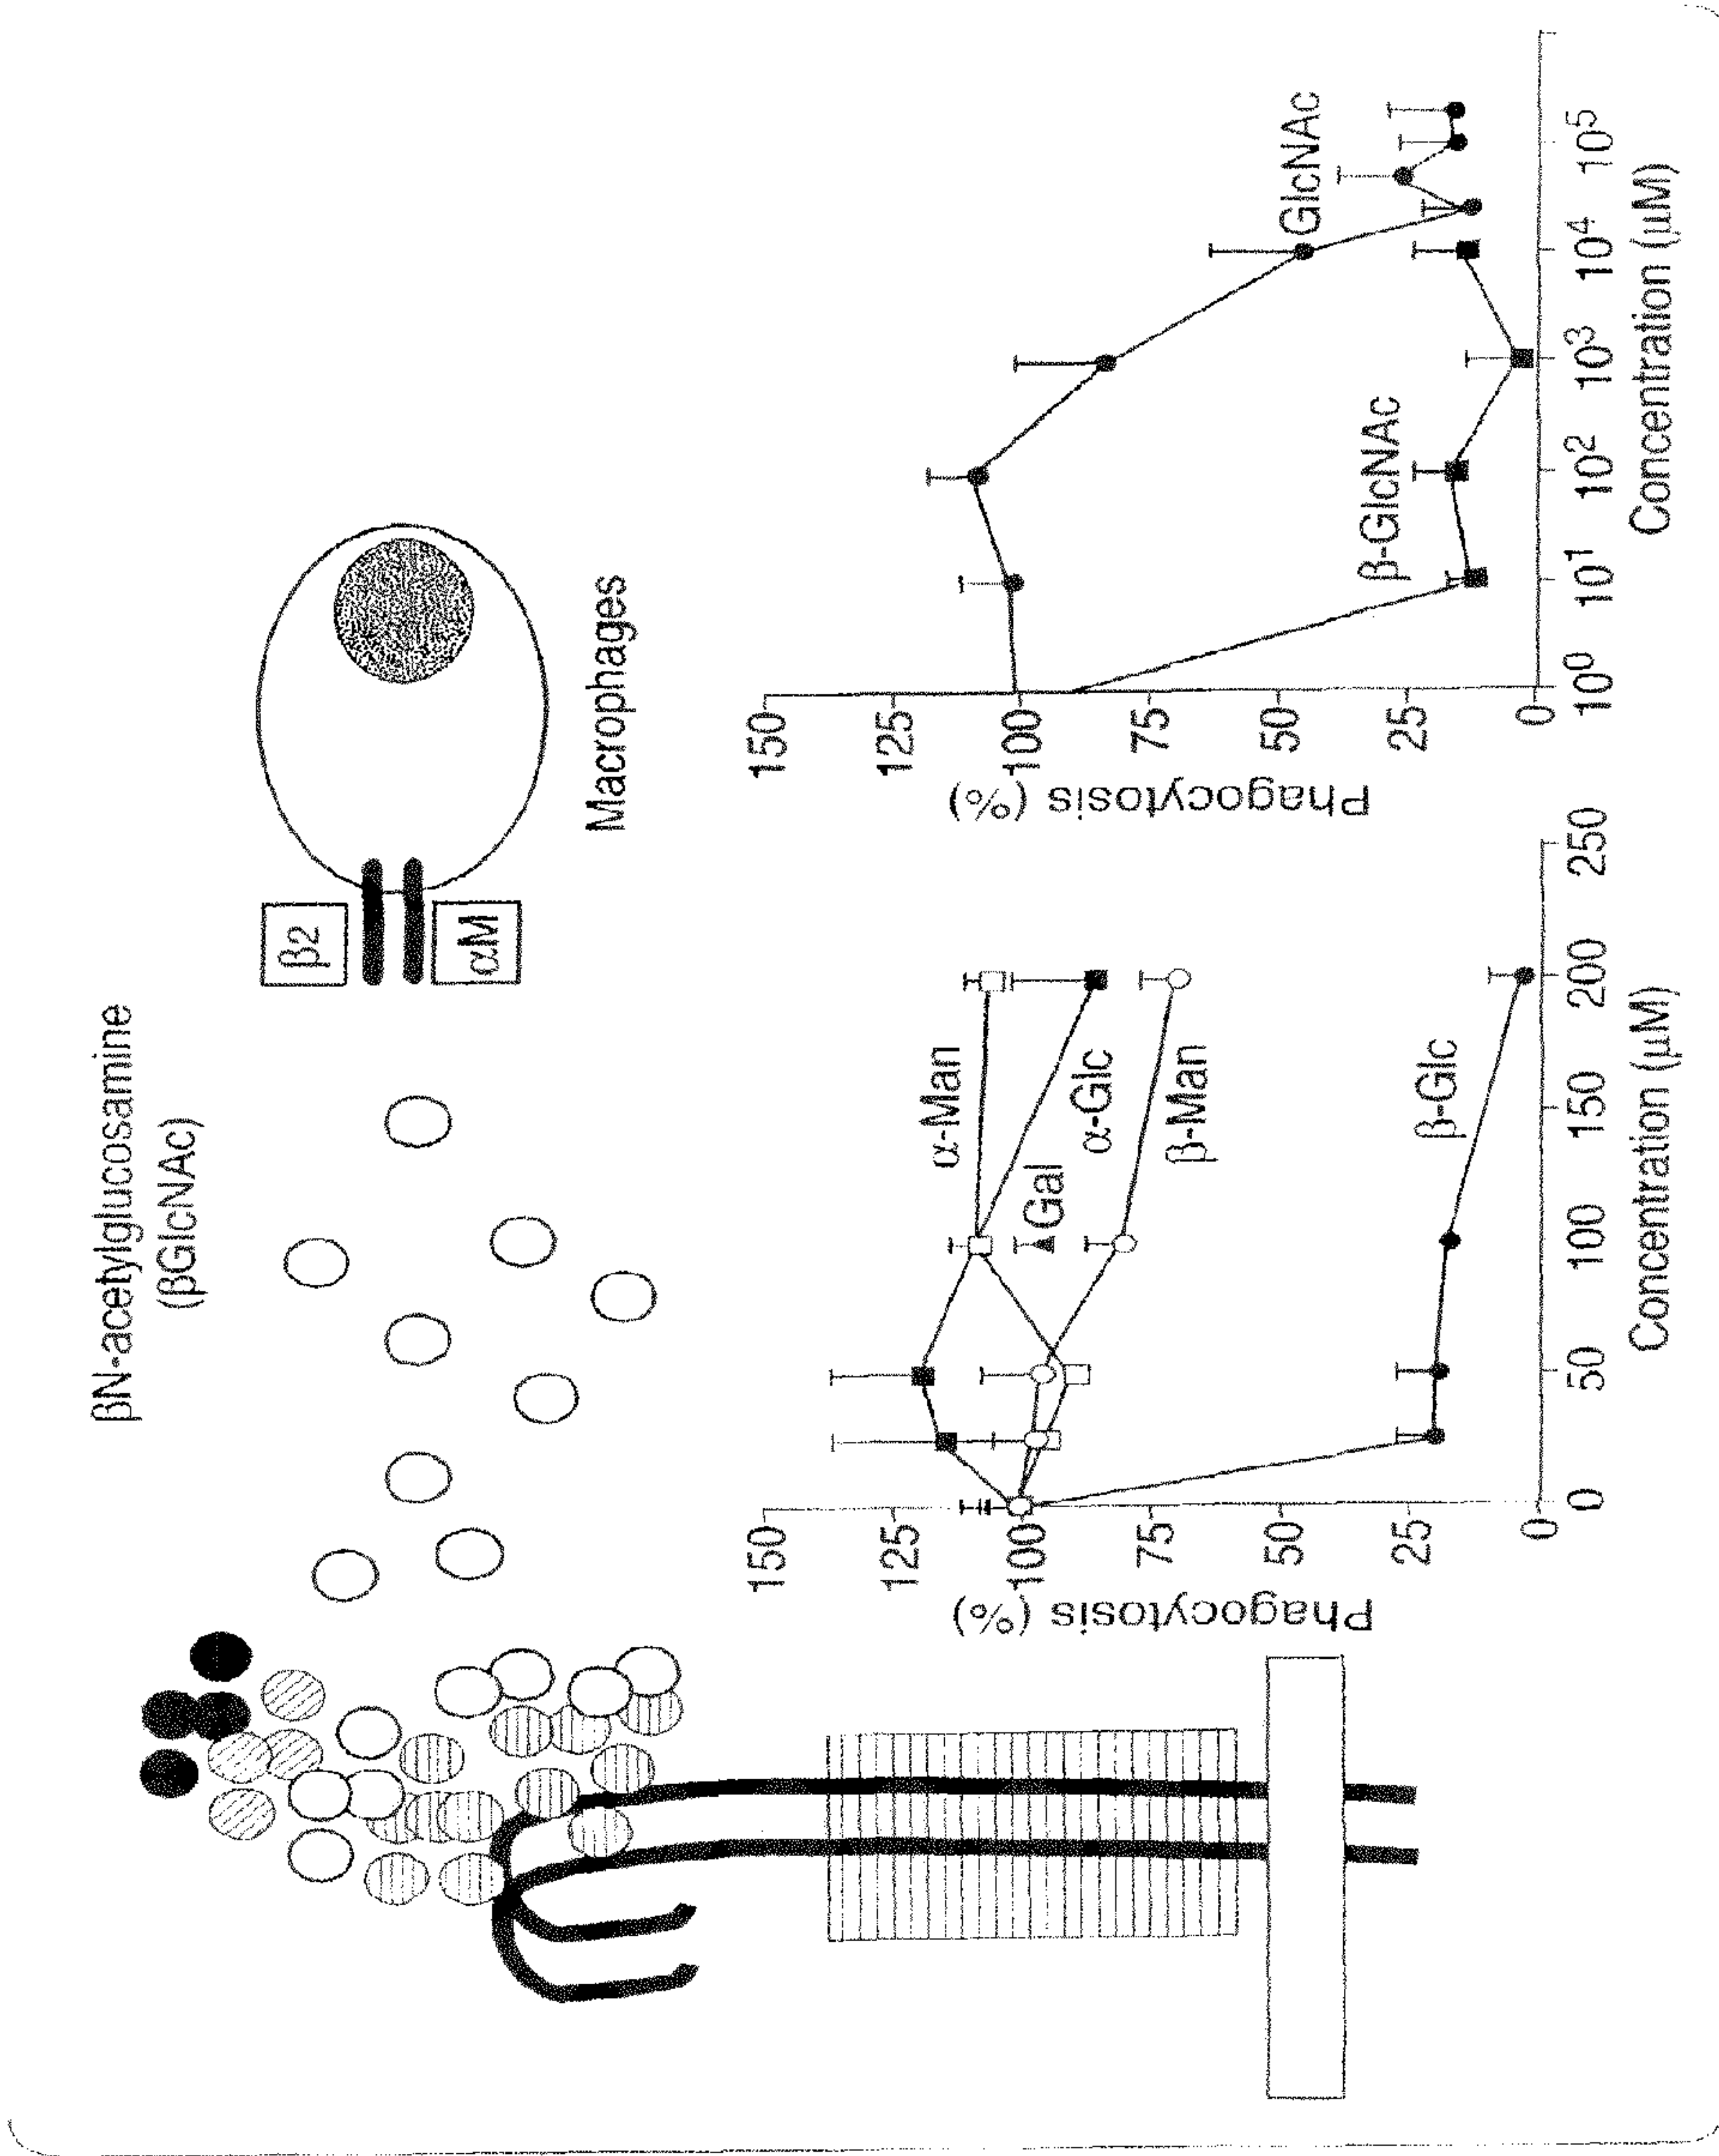 βN-acetylglucosamine
(βGlcNAc)
β2
αM
Macrophages
Phagocytosis (%)
150
125
100
75
50
25
0
α-Man
α-Glc
Gal
β-Man
β-Glc
0
50
100
150
200
250
Concentration (μM)
Phagocytosis (%)
150
125
100
75
50
25
0
GlcNAc
β-GlcNAc
10⁰
10¹
10²
10³
10⁴
10⁵
Concentration (μM)